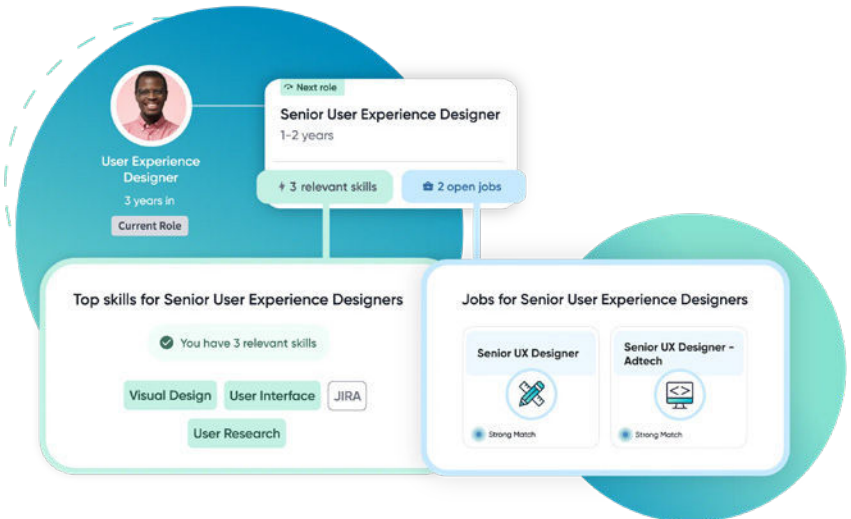 Next role
Senior User Experience Designer
1-2 years
User Experience
Designer
3 years in
Current Role
3 relevant skills
2 open jobs
Top skills for Senior User Experience Designers
You have 3 relevant skills
Visual Design
User Interface
JIRA
User Research
Jobs for Senior User Experience Designers
Senior UX Designer
Strong Match
Senior UX Designer -
Adtech
Strong Match